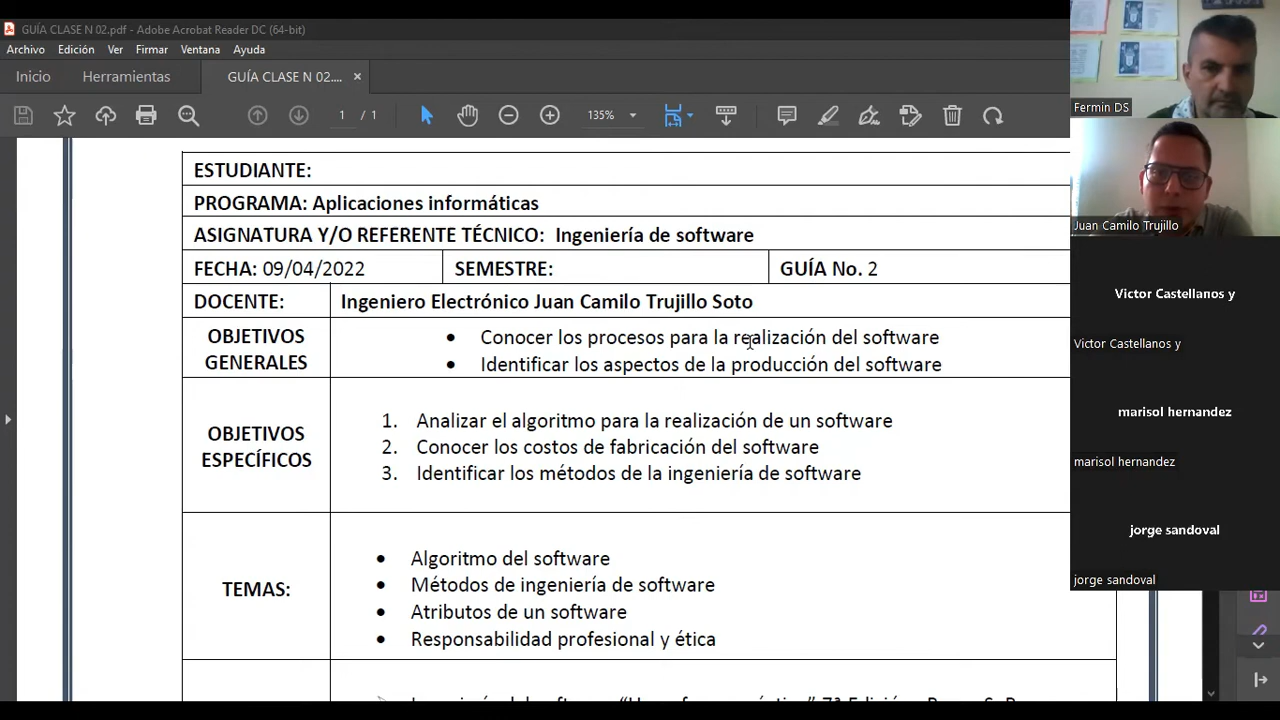 GUÍA CLASE N 02.pdf - Adobe Acrobat Reader DC (64-bit)
Archivo Edición Ver Firmar Ventana Ayuda
Inicio Herramientas GUÍA CLASE N 02.... ×
1 / 1 135%
ESTUDIANTE:
PROGRAMA: Aplicaciones informáticas
ASIGNATURA Y/O REFERENTE TÉCNICO: Ingeniería de software
FECHA: 09/04/2022 SEMESTRE: GUÍA No. 2
DOCENTE: Ingeniero Electrónico Juan Camilo Trujillo Soto
OBJETIVOS GENERALES
• Conocer los procesos para la realización del software
• Identificar los aspectos de la producción del software
OBJETIVOS ESPECÍFICOS
1. Analizar el algoritmo para la realización de un software
2. Conocer los costos de fabricación del software
3. Identificar los métodos de la ingeniería de software
TEMAS:
• Algoritmo del software
• Métodos de ingeniería de software
• Atributos de un software
• Responsabilidad profesional y ética
Fermin DS
Juan Camilo Trujillo
Victor Castellanos y
Victor Castellanos y
marisol hernandez
marisol hernandez
jorge sandoval
jorge sandoval